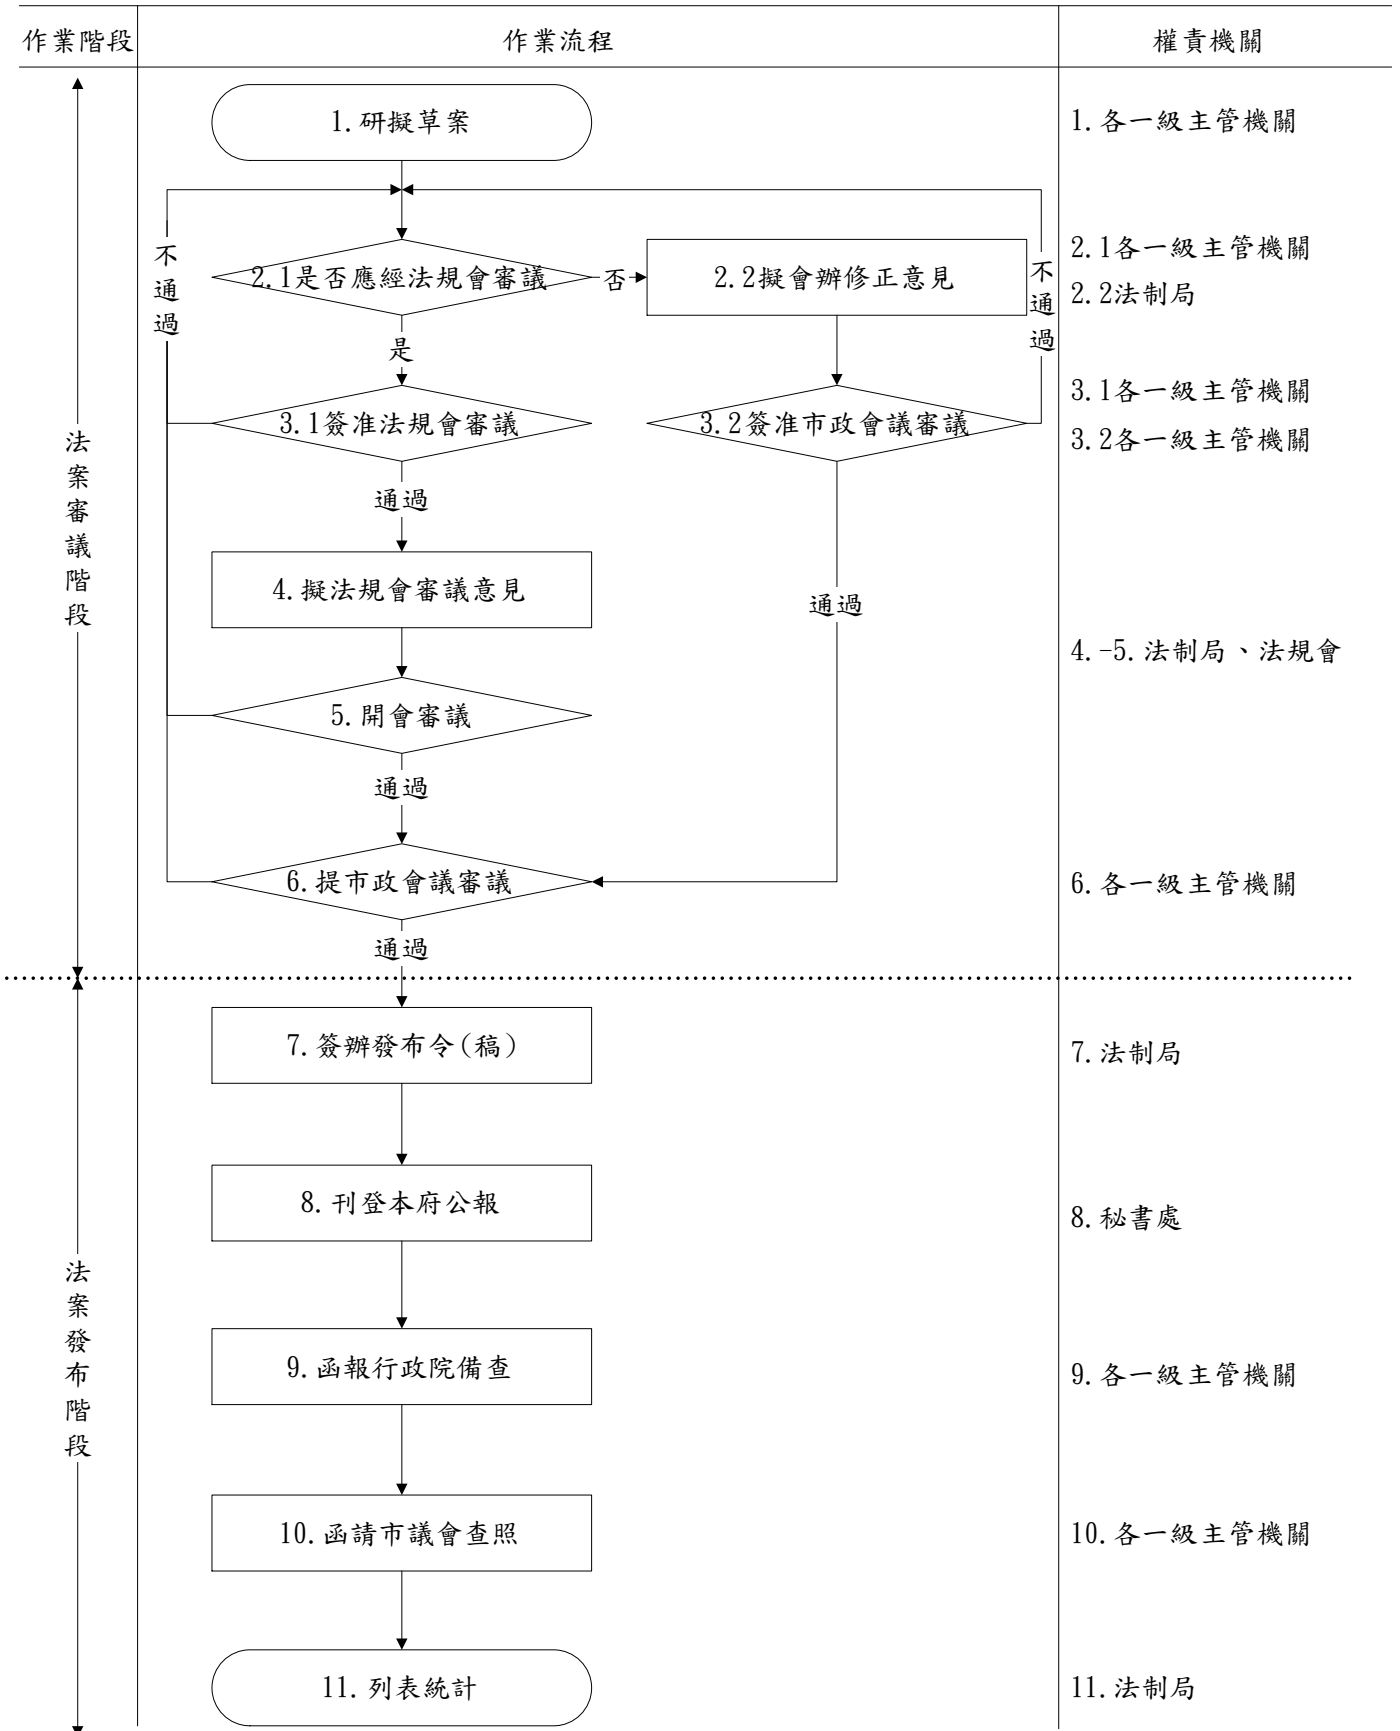 作業階段
作業流程
權責機關
1.研擬草案
1.各一級主管機關
不通過
2.1是否應經法規會審議
否
2.2擬會辦修正意見
不通過
2.1各一級主管機關
2.2法制局
是
3.1簽准法規會審議
3.2簽准市政會議審議
3.1各一級主管機關
3.2各一級主管機關
法案審議階段
通過
4.擬法規會審議意見
通過
4.-5.法制局、法規會
5.開會審議
通過
6.提市政會議審議
6.各一級主管機關
通過
7.簽辦發布令(稿)
7.法制局
8.刊登本府公報
8.秘書處
法案發布階段
9.函報行政院備查
9.各一級主管機關
10.函請市議會查照
10.各一級主管機關
11.列表統計
11.法制局